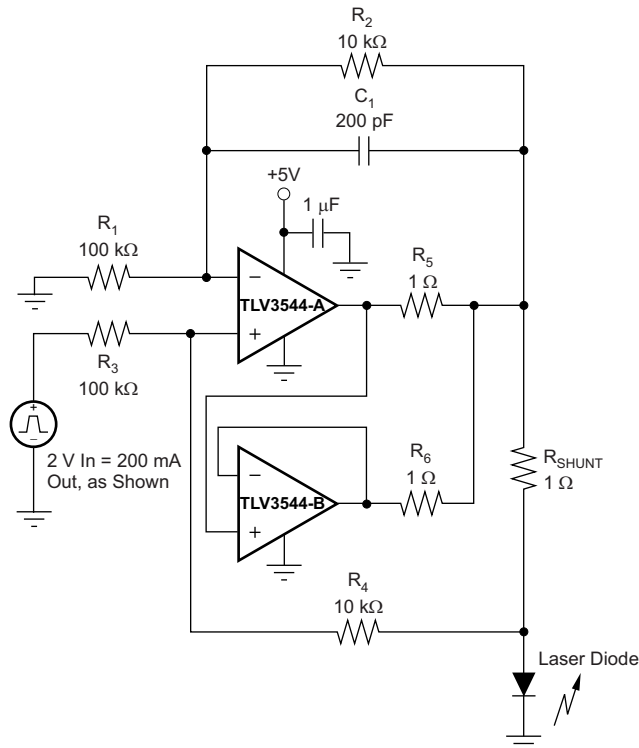 R2
10 kΩ
C1
200 pF
+5V
1 μF
R1
100 kΩ
−
TLV3544-A
+
R5
1 Ω
R3
100 kΩ
+
−
2 V In = 200 mA
Out, as Shown
−
TLV3544-B
+
R6
1 Ω
RSHUNT
1 Ω
R4
10 kΩ
Laser Diode